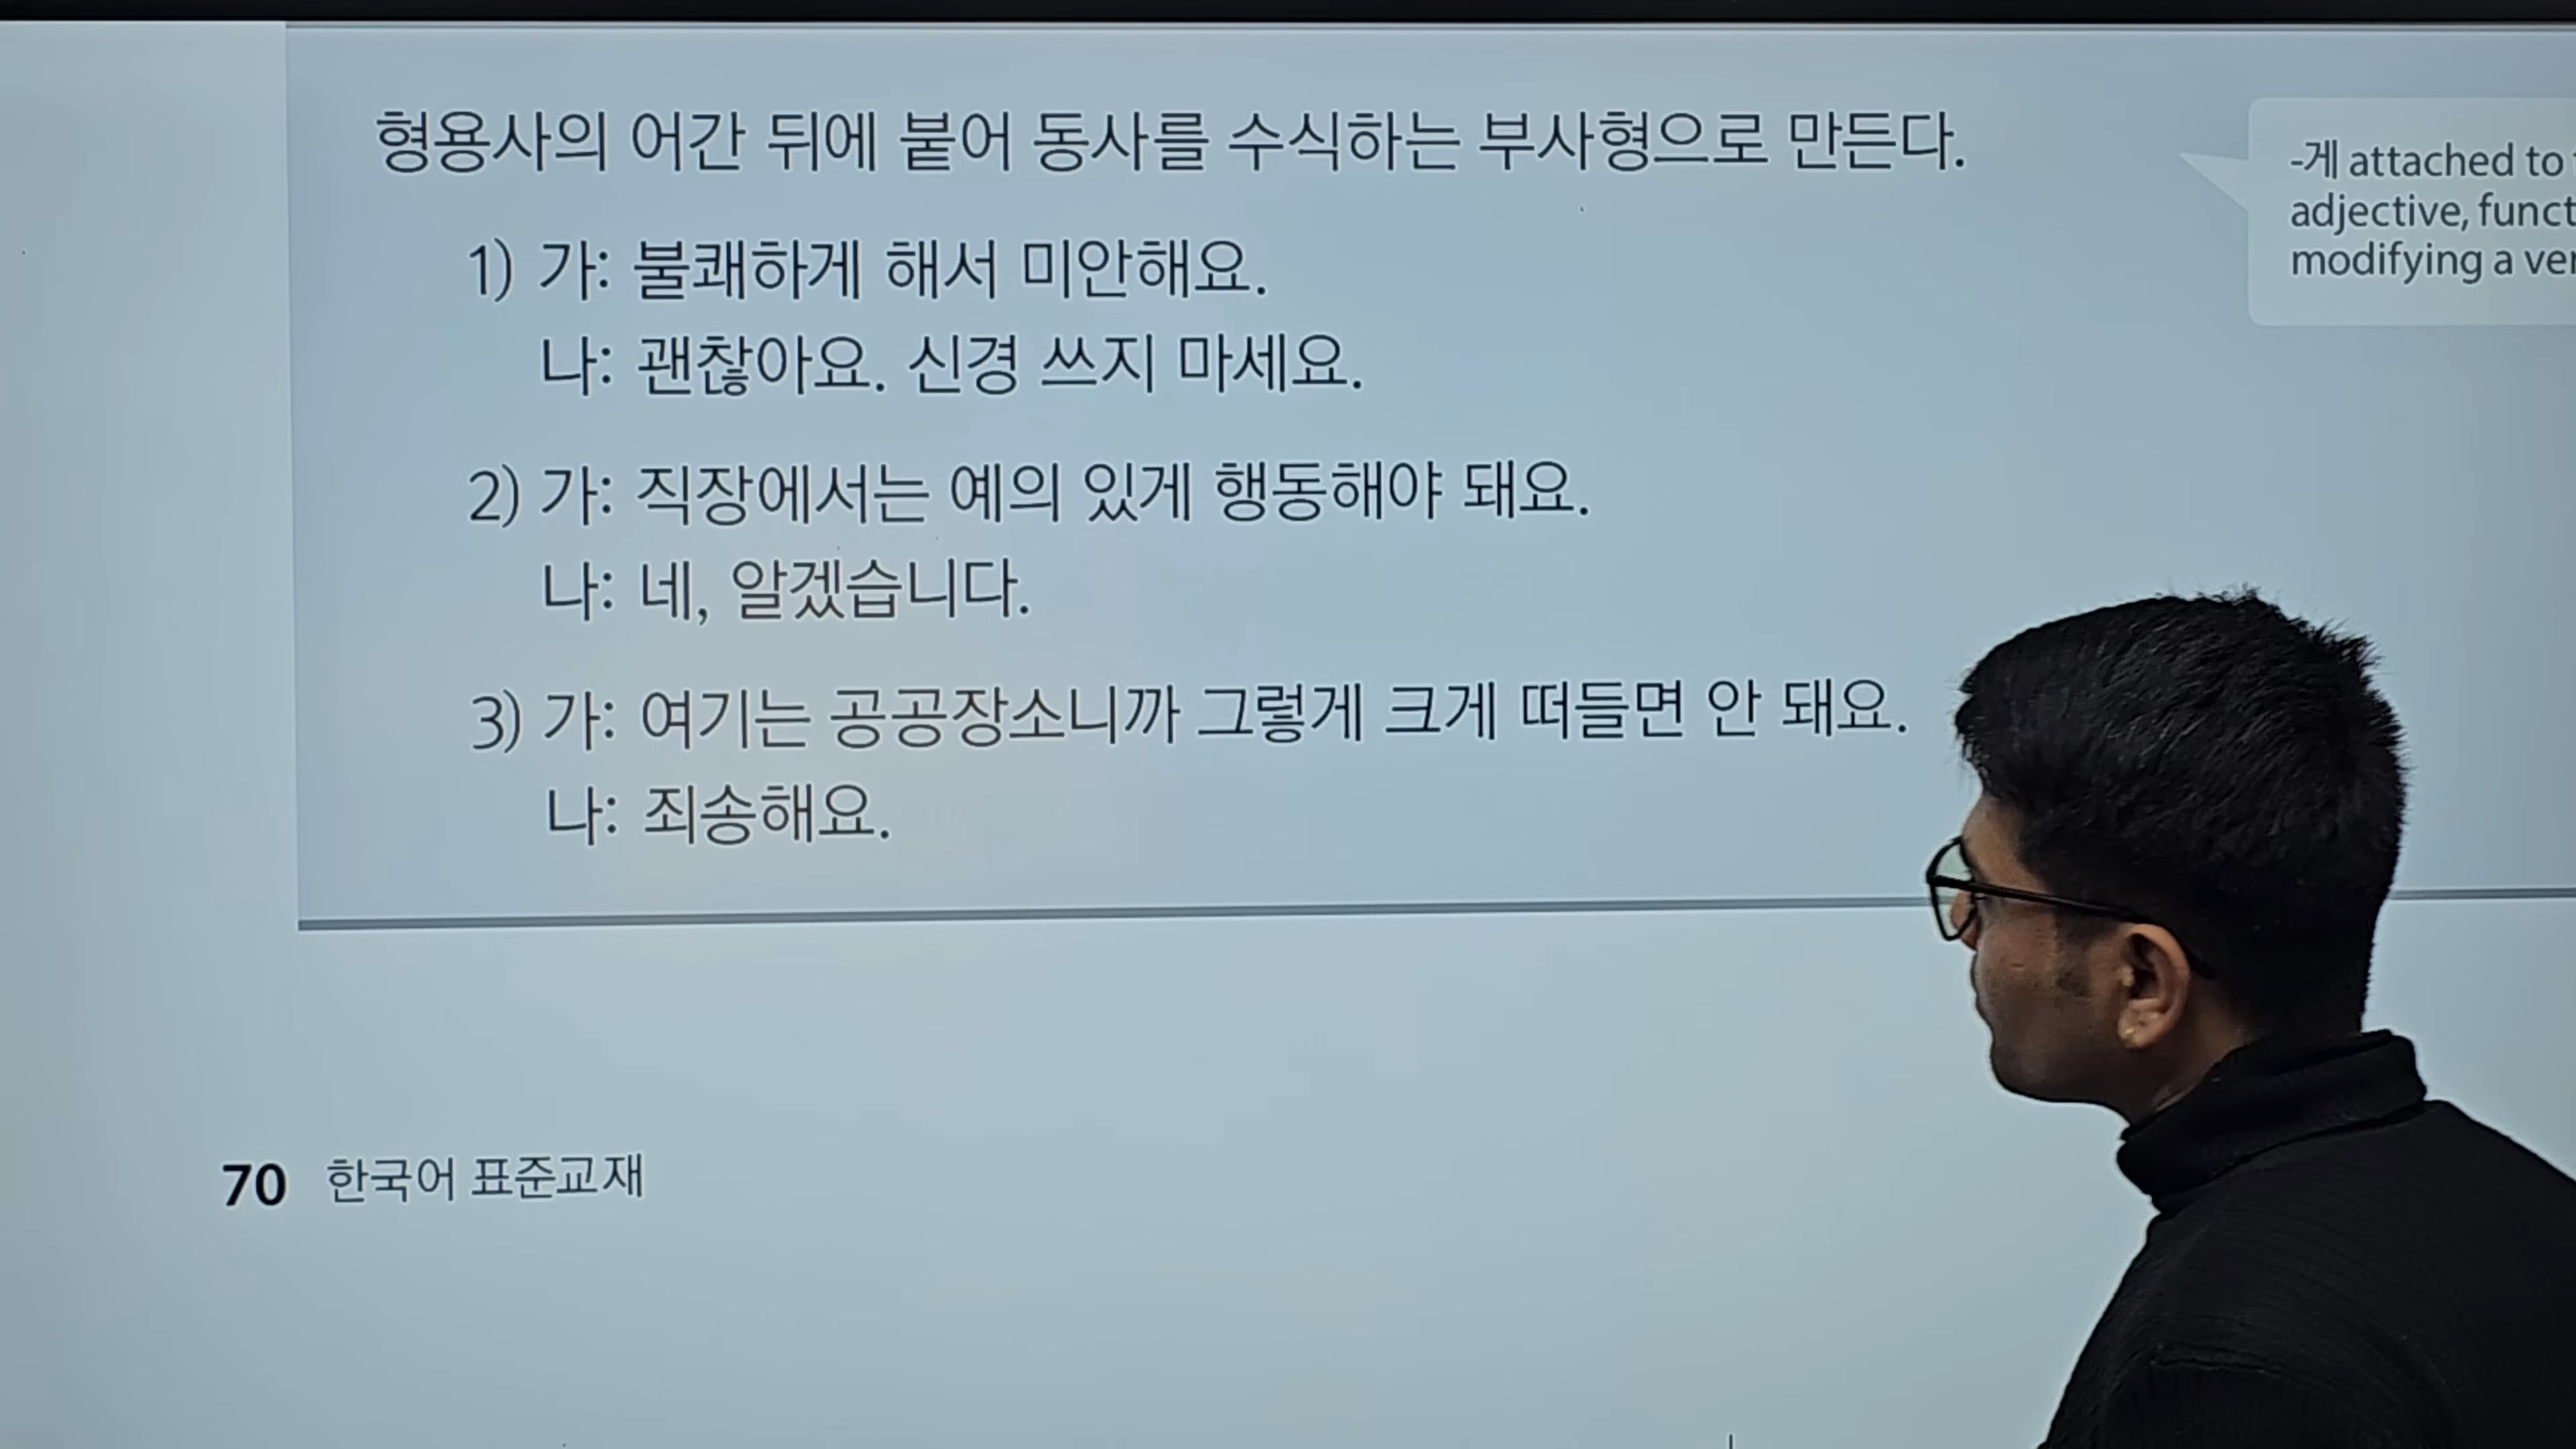 형용사의 어간 뒤에 붙어 동사를 수식하는 부사형으로 만든다.
-게 attached to
adjective, funct
modifying a ver
1) 가: 불쾌하게 해서 미안해요.
나: 괜찮아요. 신경 쓰지 마세요.
2) 가: 직장에서는 예의 있게 행동해야 돼요.
나: 네, 알겠습니다.
3) 가: 여기는 공공장소니까 그렇게 크게 떠들면 안 돼요.
나: 죄송해요.
70 한국어 표준교재